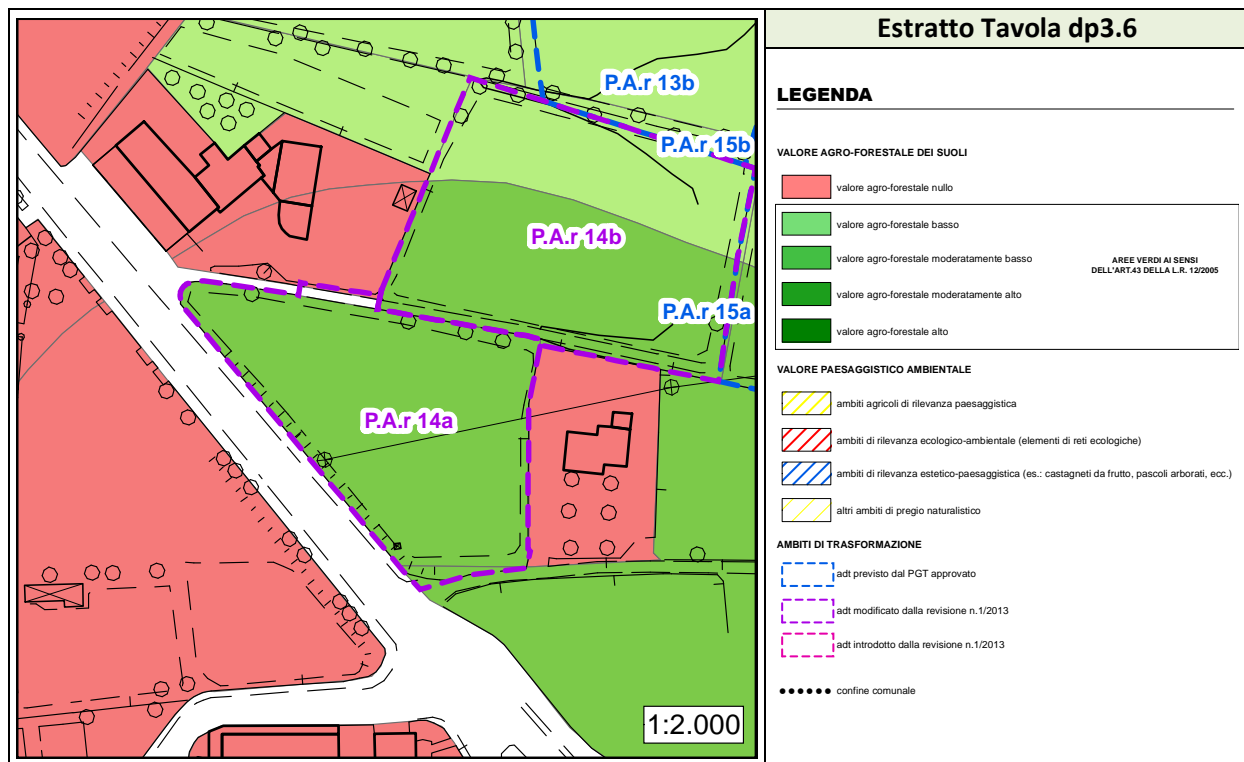 Estratto Tavola dp3.6
P.A.r 13b
P.A.r 15b
P.A.r 14b
P.A.r 15a
P.A.r 14a
1:2.000
LEGENDA
VALORE AGRO-FORESTALE DEI SUOLI
valore agro-forestale nullo
valore agro-forestale basso
valore agro-forestale moderatamente basso
valore agro-forestale moderatamente alto
valore agro-forestale alto
AREE VERDI AI SENSI
DELL'ART.43 DELLA L.R. 12/2005
VALORE PAESAGGISTICO AMBIENTALE
ambiti agricoli di rilevanza paesaggistica
ambiti di rilevanza ecologico-ambientale (elementi di reti ecologiche)
ambiti di rilevanza estetico-paesaggistica (es.: castagneti da frutto, pascoli arborati, ecc.)
altri ambiti di pregio naturalistico
AMBITI DI TRASFORMAZIONE
adt previsto dal PGT approvato
adt modificato dalla revisione n.1/2013
adt introdotto dalla revisione n.1/2013
confine comunale